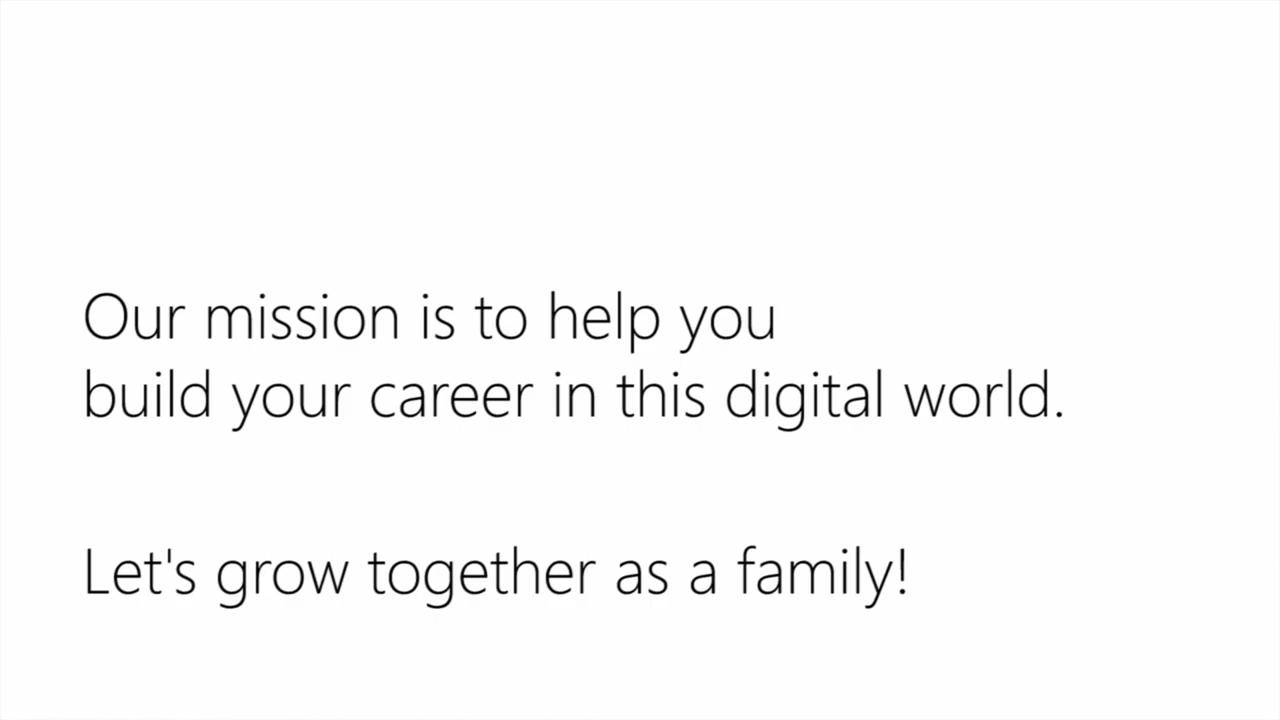 Our mission is to help you
build your career in this digital world.
Let's grow together as a family!